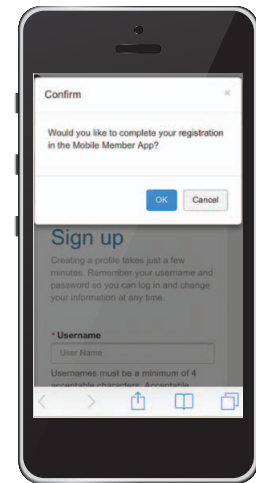 Confirm ×
Would you like to complete your registration
in the Mobile Member App?
OK Cancel
Sign up
Creating a profile takes just a few
minutes. Remember your username and
password so you can log in and change
your information at any time.
* Username
User Name
Usernames must be a minimum of 4
acceptable characters. Acceptable